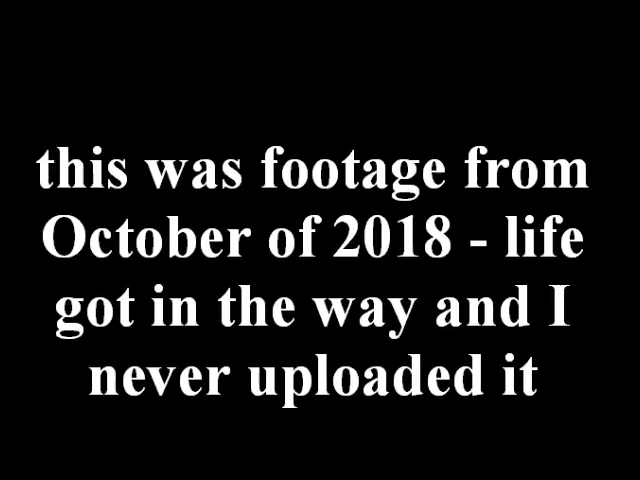 this was footage from
October of 2018 - life
got in the way and I
never uploaded it